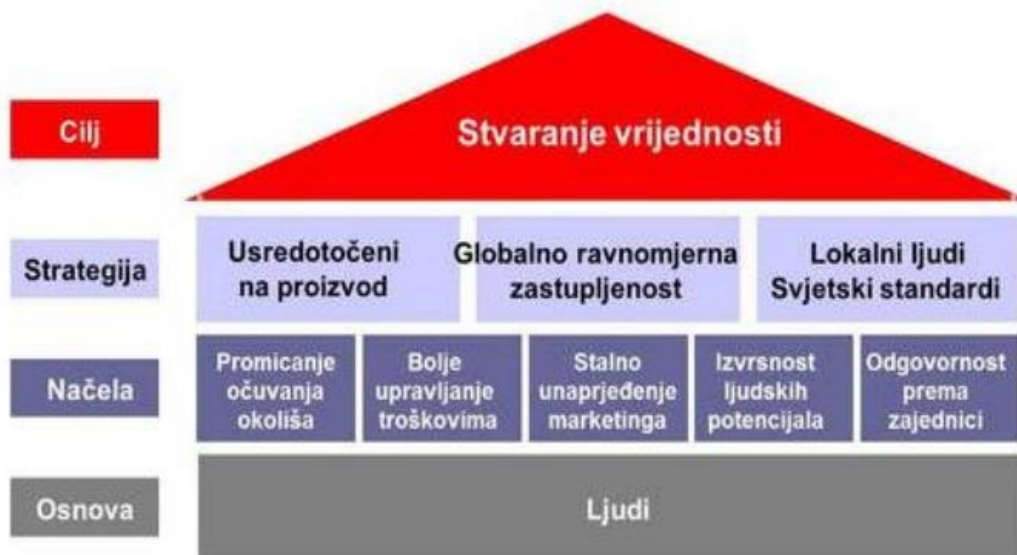 Cilj
Stvaranje vrijednosti
Strategija
Usredotočeni
na proizvod
Globalno ravnomjerna
zastupljenost
Lokalni ljudi
Svjetski standardi
Načela
Promicanje
očuvanja
okoliša
Bolje
upravljanje
troškovima
Stalno
unaprjeđenje
marketinga
Izvrsnost
ljudskih
potencijala
Odgovornost
prema
zajednici
Osnova
Ljudi